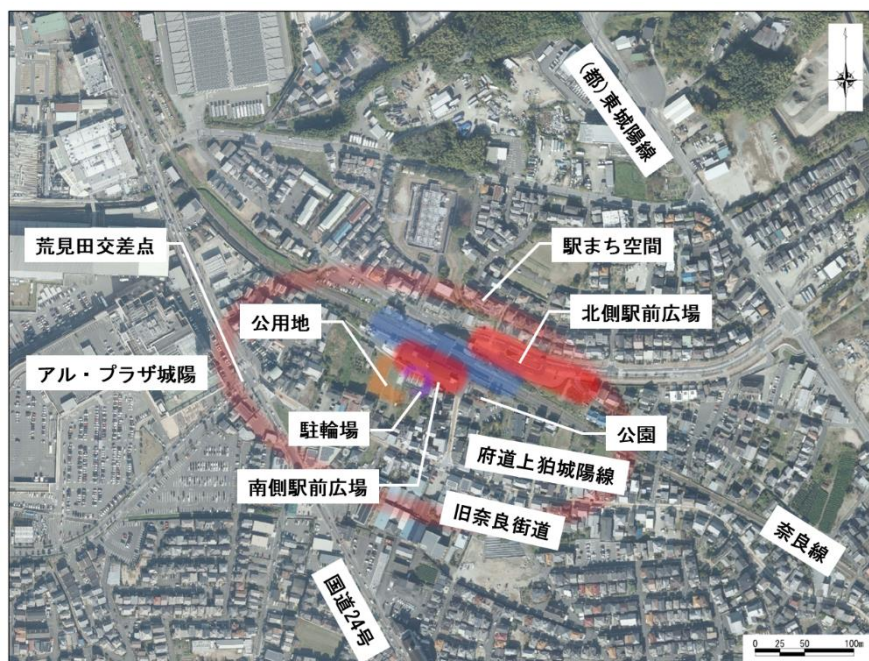 (都)東城陽線
荒見田交差点
駅まち空間
公用地
北側駅前広場
アル・プラザ城陽
駐輪場
公園
府道上狛城陽線
南側駅前広場
旧奈良街道
奈良線
国道24号
0 25 50 100m